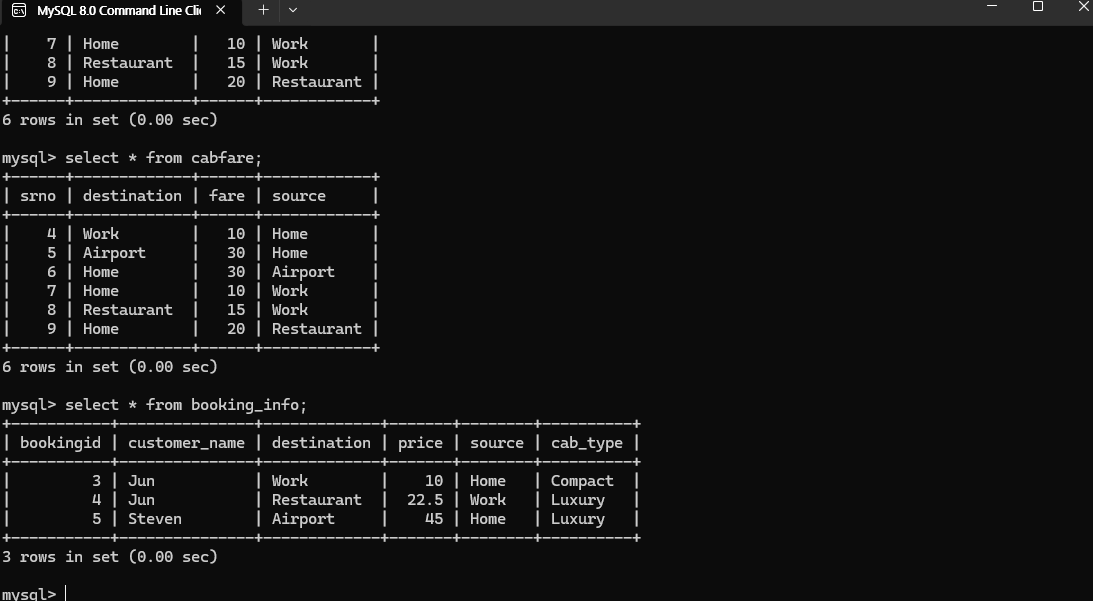 MySQL 8.0 Command Line Cli
|    7 | Home        |   10 | Work       |
|    8 | Restaurant  |   15 | Work       |
|    9 | Home        |   20 | Restaurant |
+------+-------------+------+------------+
6 rows in set (0.00 sec)
mysql> select * from cabfare;
+------+-------------+------+------------+
| srno | destination | fare | source     |
+------+-------------+------+------------+
|    4 | Work        |   10 | Home       |
|    5 | Airport     |   30 | Home       |
|    6 | Home        |   30 | Airport    |
|    7 | Home        |   10 | Work       |
|    8 | Restaurant  |   15 | Work       |
|    9 | Home        |   20 | Restaurant |
+------+-------------+------+------------+
6 rows in set (0.00 sec)
mysql> select * from booking_info;
+-----------+---------------+-------------+-------+--------+----------+
| bookingid | customer_name | destination | price | source | cab_type |
+-----------+---------------+-------------+-------+--------+----------+
|         3 | Jun           | Work        |    10 | Home   | Compact  |
|         4 | Jun           | Restaurant  |  22.5 | Work   | Luxury   |
|         5 | Steven        | Airport     |    45 | Home   | Luxury   |
+-----------+---------------+-------------+-------+--------+----------+
3 rows in set (0.00 sec)
mysql>